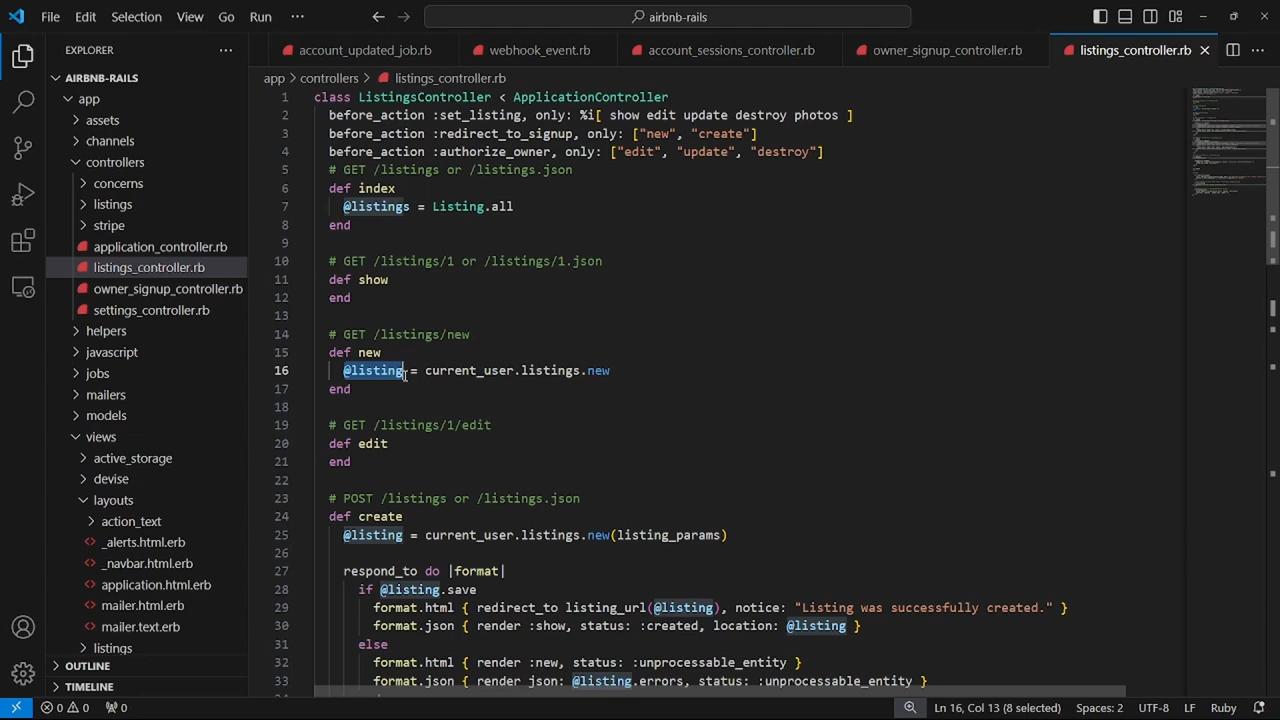 File Edit Selection View Go Run ··· airbnb-rails
EXPLORER ···
account_updated_job.rb webhook_event.rb account_sessions_controller.rb owner_signup_controller.rb listings_controller.rb
AIRBNB-RAILS
app
assets
channels
controllers
concerns
listings
stripe
application_controller.rb
listings_controller.rb
owner_signup_controller.rb
settings_controller.rb
helpers
javascript
jobs
mailers
models
views
active_storage
devise
layouts
action_text
_alerts.html.erb
_navbar.html.erb
application.html.erb
mailer.html.erb
mailer.text.erb
listings
OUTLINE
TIMELINE
app > controllers > listings_controller.rb
1 class ListingsController < ApplicationController
2 before_action :set_listing, only: %i[ show edit update destroy photos ]
3 before_action :redirect_to_signup, only: ["new", "create"]
4 before_action :authorize_owner, only: ["edit", "update", "destroy"]
5 # GET /listings or /listings.json
6 def index
7 @listings = Listing.all
8 end
9
10 # GET /listings/1 or /listings/1.json
11 def show
12 end
13
14 # GET /listings/new
15 def new
16 @listing = current_user.listings.new
17 end
18
19 # GET /listings/1/edit
20 def edit
21 end
22
23 # POST /listings or /listings.json
24 def create
25 @listing = current_user.listings.new(listing_params)
26
27 respond_to do |format|
28 if @listing.save
29 format.html { redirect_to listing_url(@listing), notice: "Listing was successfully created." }
30 format.json { render :show, status: :created, location: @listing }
31 else
32 format.html { render :new, status: :unprocessable_entity }
33 format.json { render json: @listing.errors, status: :unprocessable_entity }
0 0 0 Ln 16, Col 13 (8 selected) Spaces: 2 UTF-8 LF Ruby